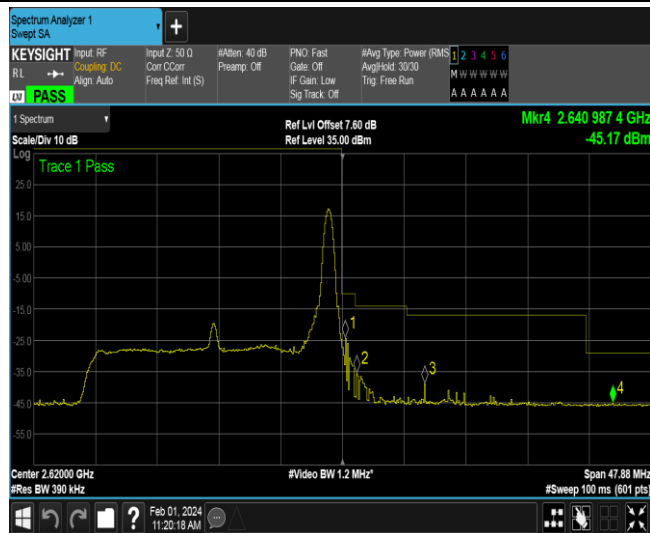 Spectrum Analyzer 1
Swept SA
+
KEYSIGHT Input: RF Input Z: 50 Ω #Atten: 40 dB PNO: Fast #Avg Type: Power (RMS 1 2 3 4 5 6
R L Coupling: DC Corr CCorr Preamp: Off Gate: Off Avg|Hold: 30/30 M W W W W W
Align: Auto Freq Ref: Int (S) IF Gain: Low Trig: Free Run
PASS Sig Track: Off A A A A A A
1 Spectrum Ref Lvl Offset 7.60 dB Mkr4 2.640 987 4 GHz
Scale/Div 10 dB Ref Level 35.00 dBm -45.17 dBm
Log
Trace 1 Pass
25.0
15.0
5.00
-5.00
-15.0
1
-25.0
2
3
-35.0
4
-45.0
-55.0
Center 2.62000 GHz #Video BW 1.2 MHz* Span 47.88 MHz
#Res BW 390 kHz #Sweep 100 ms (601 pts)
? Feb 01, 2024
11:20:18 AM